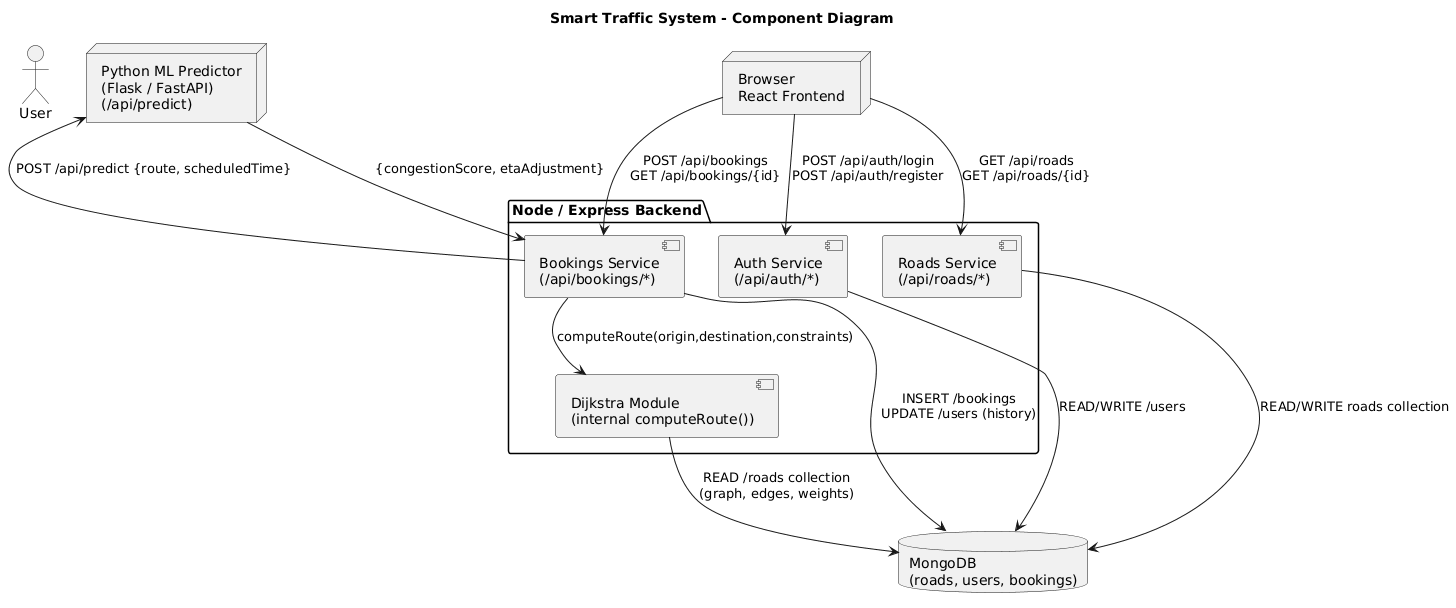 Smart Traffic System - Component Diagram
User
Python ML Predictor
(Flask / FastAPI)
(/api/predict)
Browser
React Frontend
POST /api/predict {route, scheduledTime}
{congestionScore, etaAdjustment}
POST /api/bookings
GET /api/bookings/{id}
POST /api/auth/login
POST /api/auth/register
GET /api/roads
GET /api/roads/{id}
Node / Express Backend
Bookings Service
(/api/bookings/*)
Auth Service
(/api/auth/*)
Roads Service
(/api/roads/*)
computeRoute(origin,destination,constraints)
Dijkstra Module
(internal computeRoute())
INSERT /bookings
UPDATE /users (history)
READ/WRITE /users
READ/WRITE roads collection
READ /roads collection
(graph, edges, weights)
MongoDB
(roads, users, bookings)